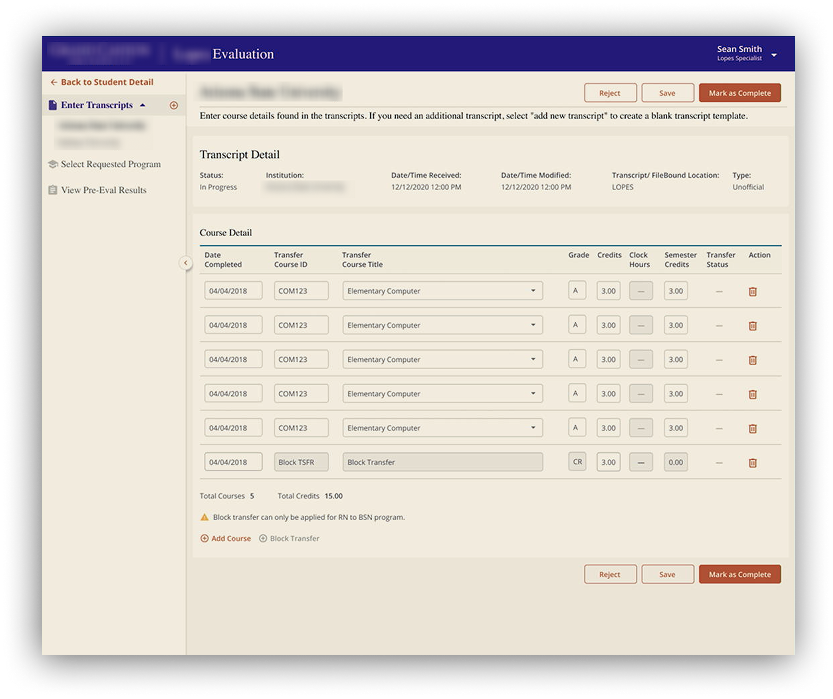 Evaluation
Sean Smith
Lopes Specialist
Back to Student Detail
Enter Transcripts
Select Requested Program
View Pre-Eval Results
Reject Save Mark as Complete
Enter course details found in the transcripts. If you need an additional transcript, select "add new transcript" to create a blank transcript template.
Transcript Detail
Status: Institution: Date/Time Received: Date/Time Modified: Transcript/ FileBound Location: Type:
In Progress 12/12/2020 12:00 PM 12/12/2020 12:00 PM LOPES Unofficial
Course Detail
Date Transfer Transfer Grade Credits Clock Semester Transfer Action
Completed Course ID Course Title Hours Credits Status
04/04/2018 COM123 Elementary Computer A 3.00 — 3.00 —
04/04/2018 COM123 Elementary Computer A 3.00 — 3.00 —
04/04/2018 COM123 Elementary Computer A 3.00 — 3.00 —
04/04/2018 COM123 Elementary Computer A 3.00 — 3.00 —
04/04/2018 COM123 Elementary Computer A 3.00 — 3.00 —
04/04/2018 Block TSFR Block Transfer CR 3.00 — 0.00 —
Total Courses 5 Total Credits 15.00
Block transfer can only be applied for RN to BSN program.
Add Course Block Transfer
Reject Save Mark as Complete